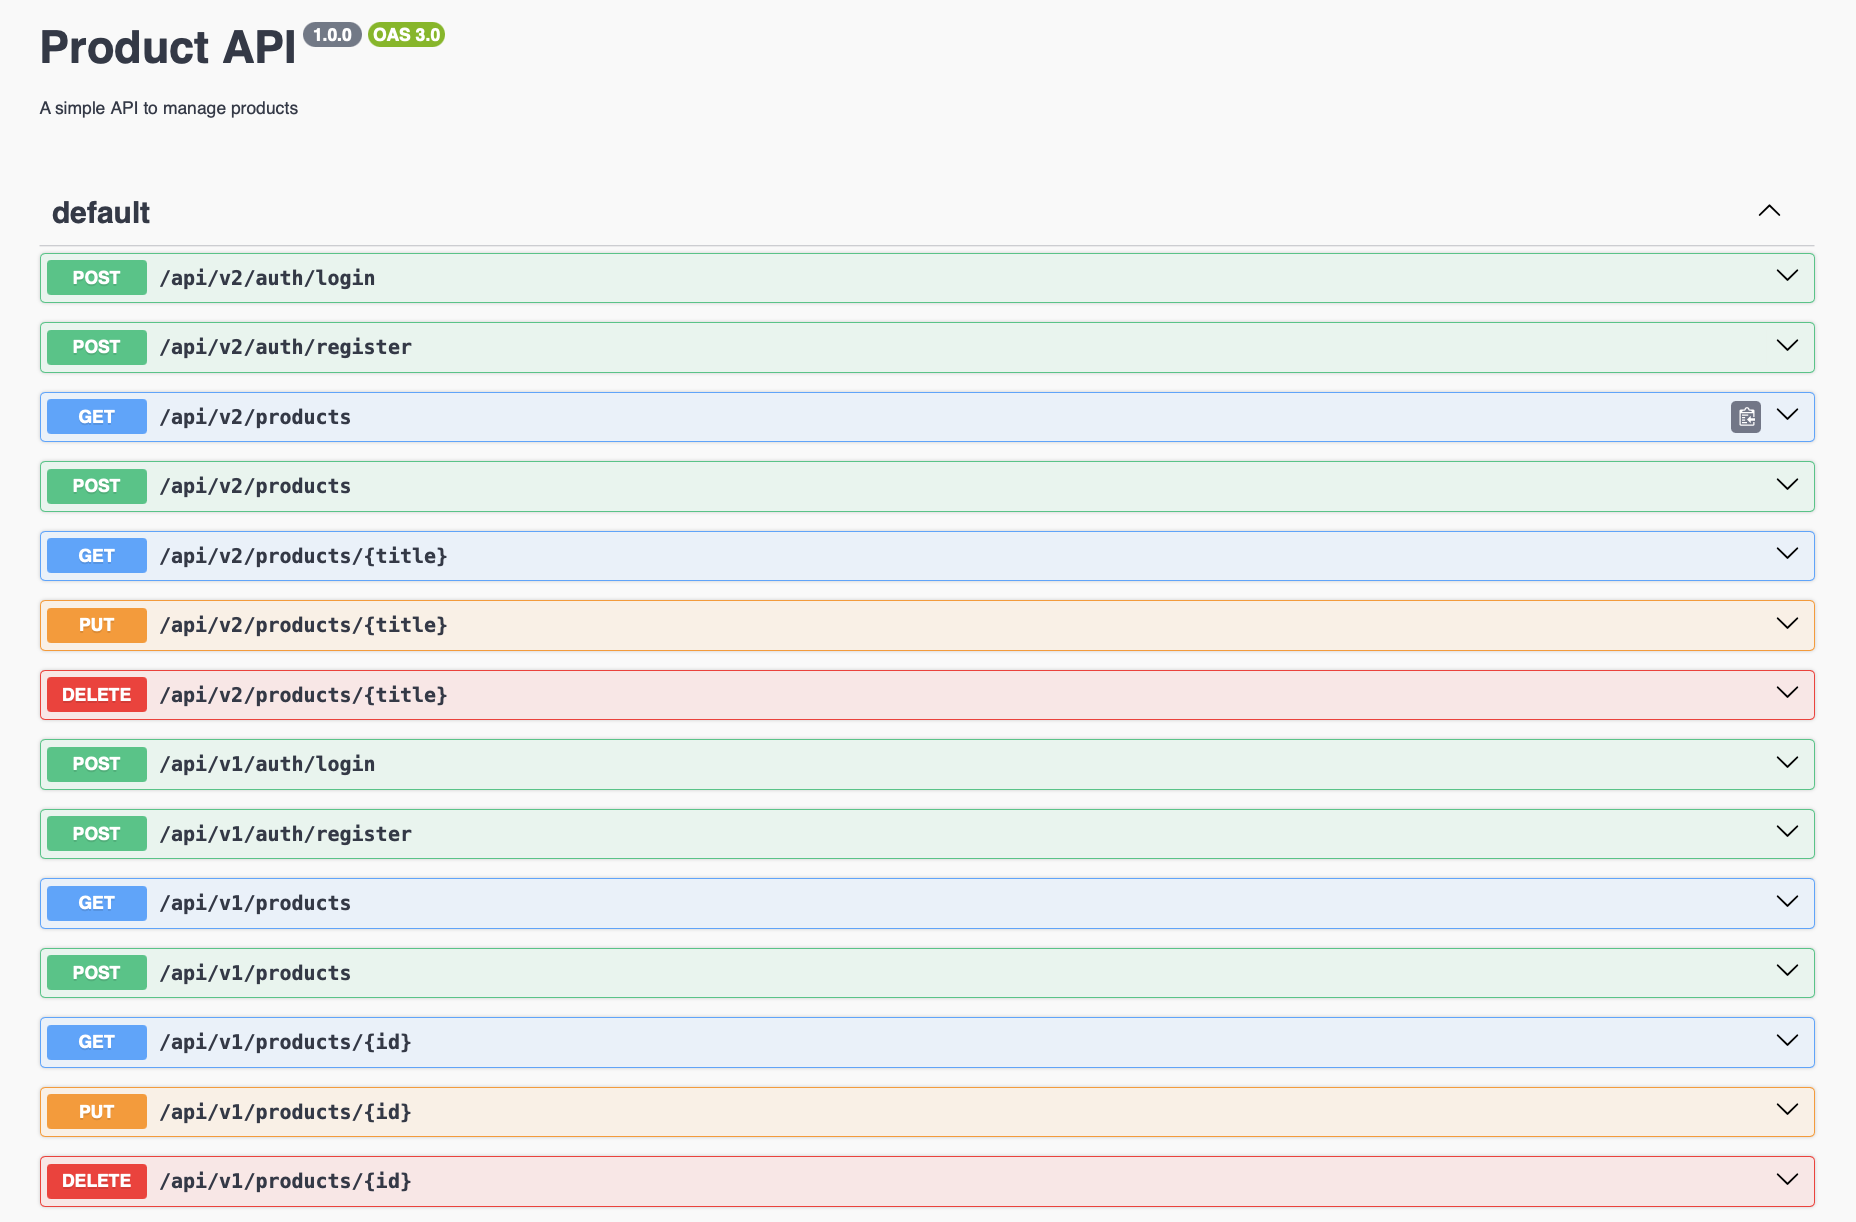 Product API 1.0.0 OAS 3.0
A simple API to manage products
default
POST /api/v2/auth/login
POST /api/v2/auth/register
GET /api/v2/products
POST /api/v2/products
GET /api/v2/products/{title}
PUT /api/v2/products/{title}
DELETE /api/v2/products/{title}
POST /api/v1/auth/login
POST /api/v1/auth/register
GET /api/v1/products
POST /api/v1/products
GET /api/v1/products/{id}
PUT /api/v1/products/{id}
DELETE /api/v1/products/{id}